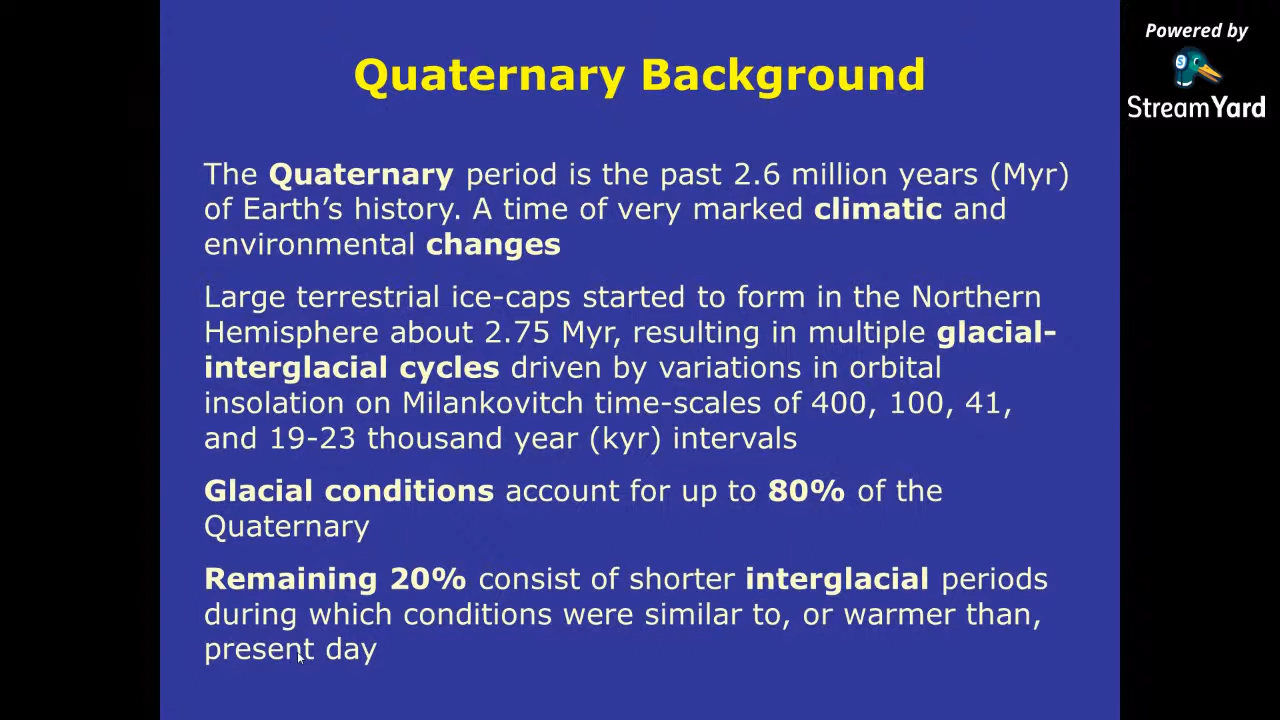 Quaternary Background
Powered by
StreamYard
The Quaternary period is the past 2.6 million years (Myr)
of Earth’s history. A time of very marked climatic and
environmental changes
Large terrestrial ice-caps started to form in the Northern
Hemisphere about 2.75 Myr, resulting in multiple glacial-
interglacial cycles driven by variations in orbital
insolation on Milankovitch time-scales of 400, 100, 41,
and 19-23 thousand year (kyr) intervals
Glacial conditions account for up to 80% of the
Quaternary
Remaining 20% consist of shorter interglacial periods
during which conditions were similar to, or warmer than,
present day